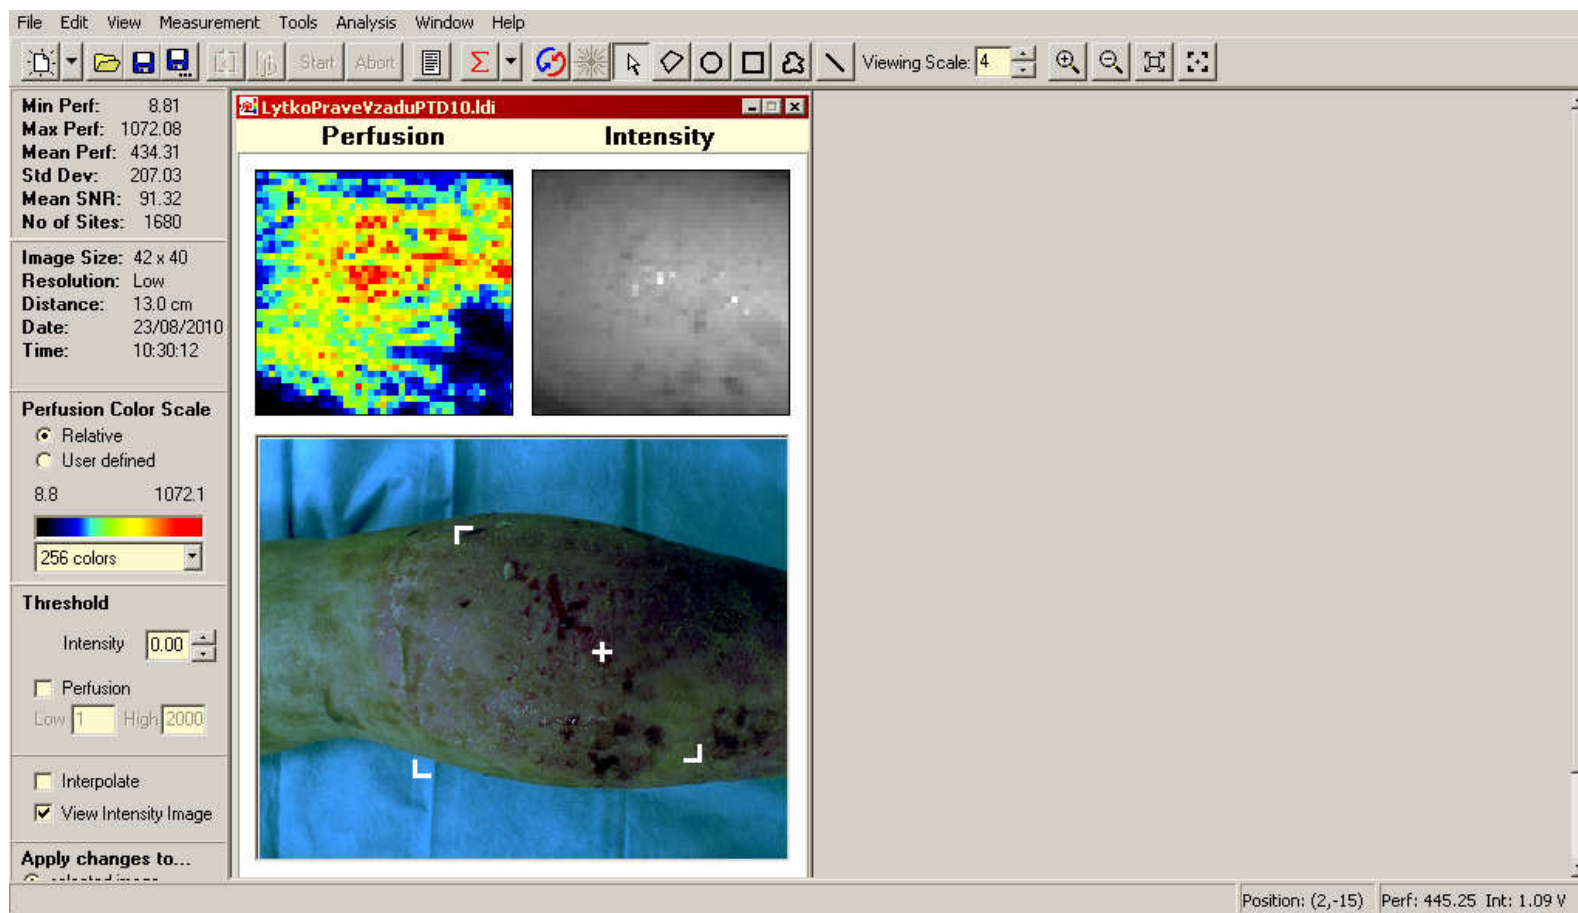 File Edit View Measurement Tools Analysis Window Help
Start Abort Viewing Scale: 4
Min Perf: 8.81
Max Perf: 1072.08
Mean Perf: 434.31
Std Dev: 207.03
Mean SNR: 91.32
No of Sites: 1680
Image Size: 42 x 40
Resolution: Low
Distance: 13.0 cm
Date: 23/08/2010
Time: 10:30:12
Perfusion Color Scale
Relative
User defined
8.8 1072.1
256 colors
Threshold
Intensity 0.00
Perfusion
Low 1 High 2000
Interpolate
View Intensity Image
Apply changes to...
selected image
LytkoPraveVzaduPTD10.ldi
Perfusion Intensity
Position: (2,-15) Perf: 445.25 Int: 1.09 V